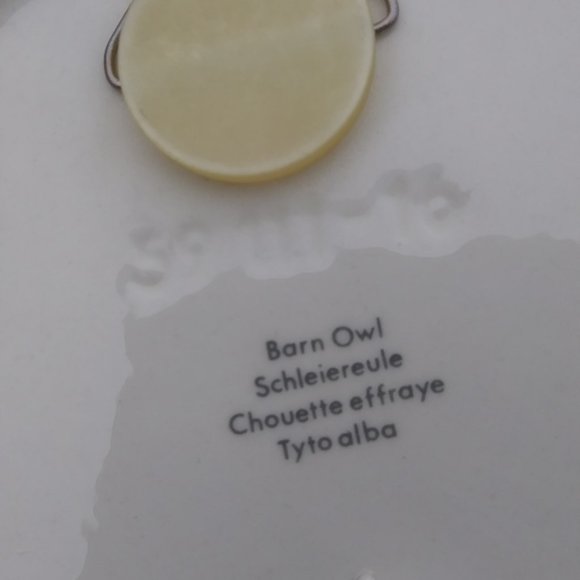 Barn Owl
Schleiereule
Chouette effraye
Tyto alba